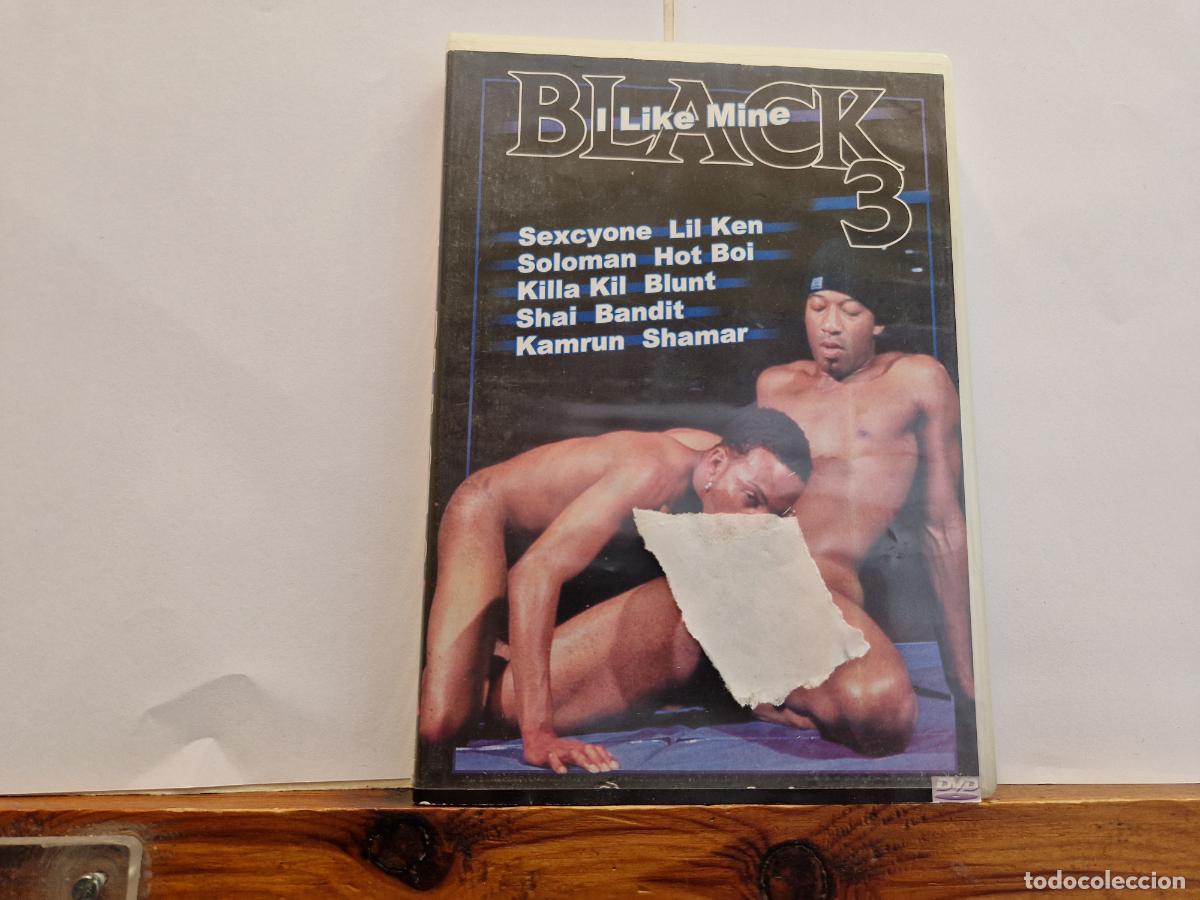 BLACK
I Like Mine
3
Sexcyone Lil Ken
Soloman Hot Boi
Killa Kil Blunt
Shai Bandit
Kamrun Shamar
DVD
todocoleccion